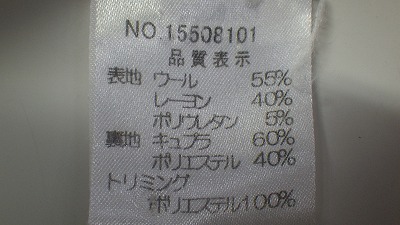 NO.15508101
品質表示
表地 ウール 55%
レーヨン 40%
ポリウレタン 5%
裏地 キュプラ 60%
ポリエステル 40%
トリミング
ポリエステル100%